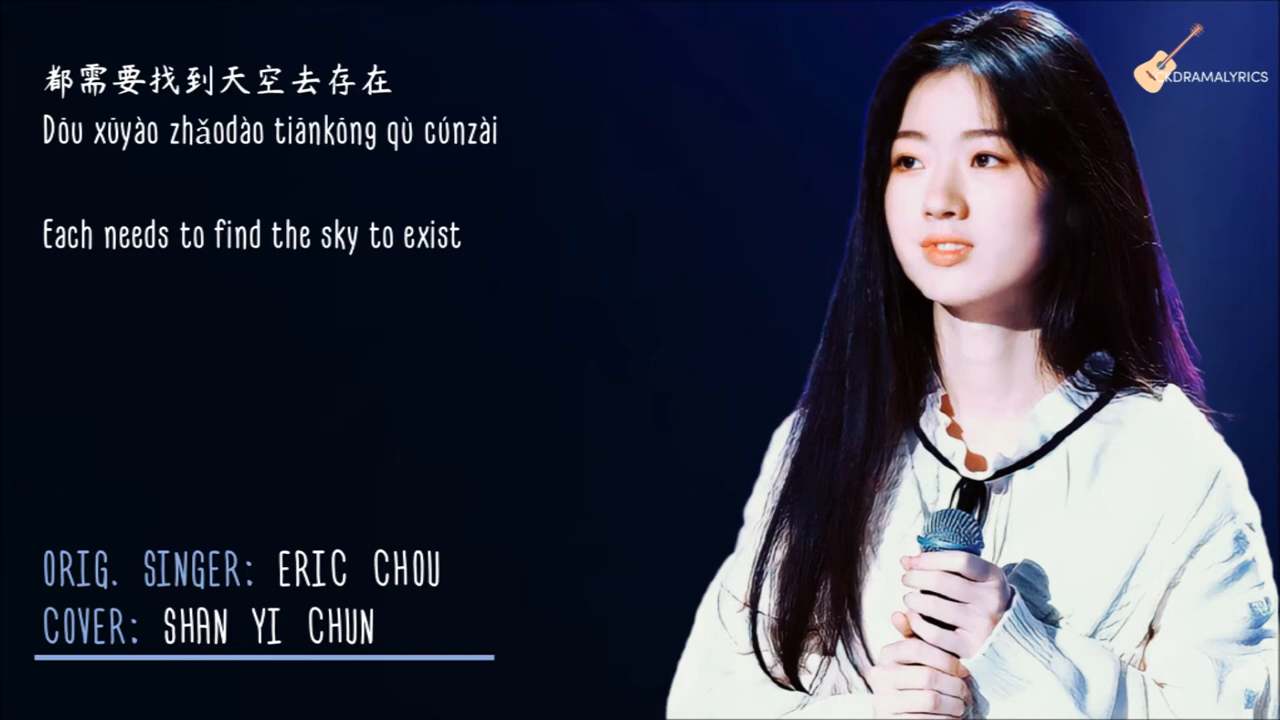 都需要找到天空去存在
Dōu xūyào zhǎodào tiānkōng qù cúnzài
Each needs to find the sky to exist
CKDRAMALYRICS
ORIG. SINGER: ERIC CHOU
COVER: SHAN YI CHUN